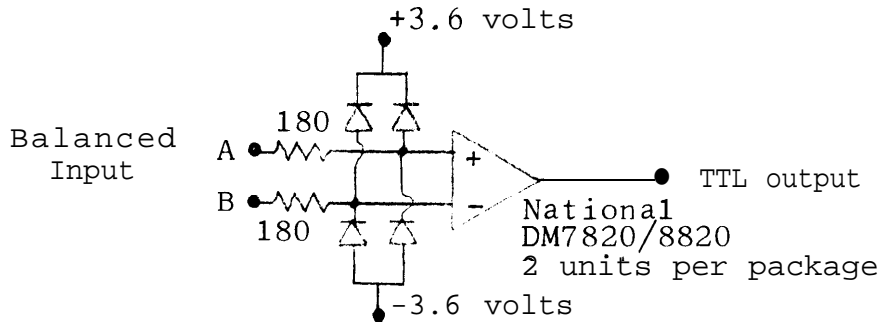 +3.6 volts
Balanced
Input
180
A
B
180
+
-
TTL output
National
DM7820/8820
2 units per package
-3.6 volts